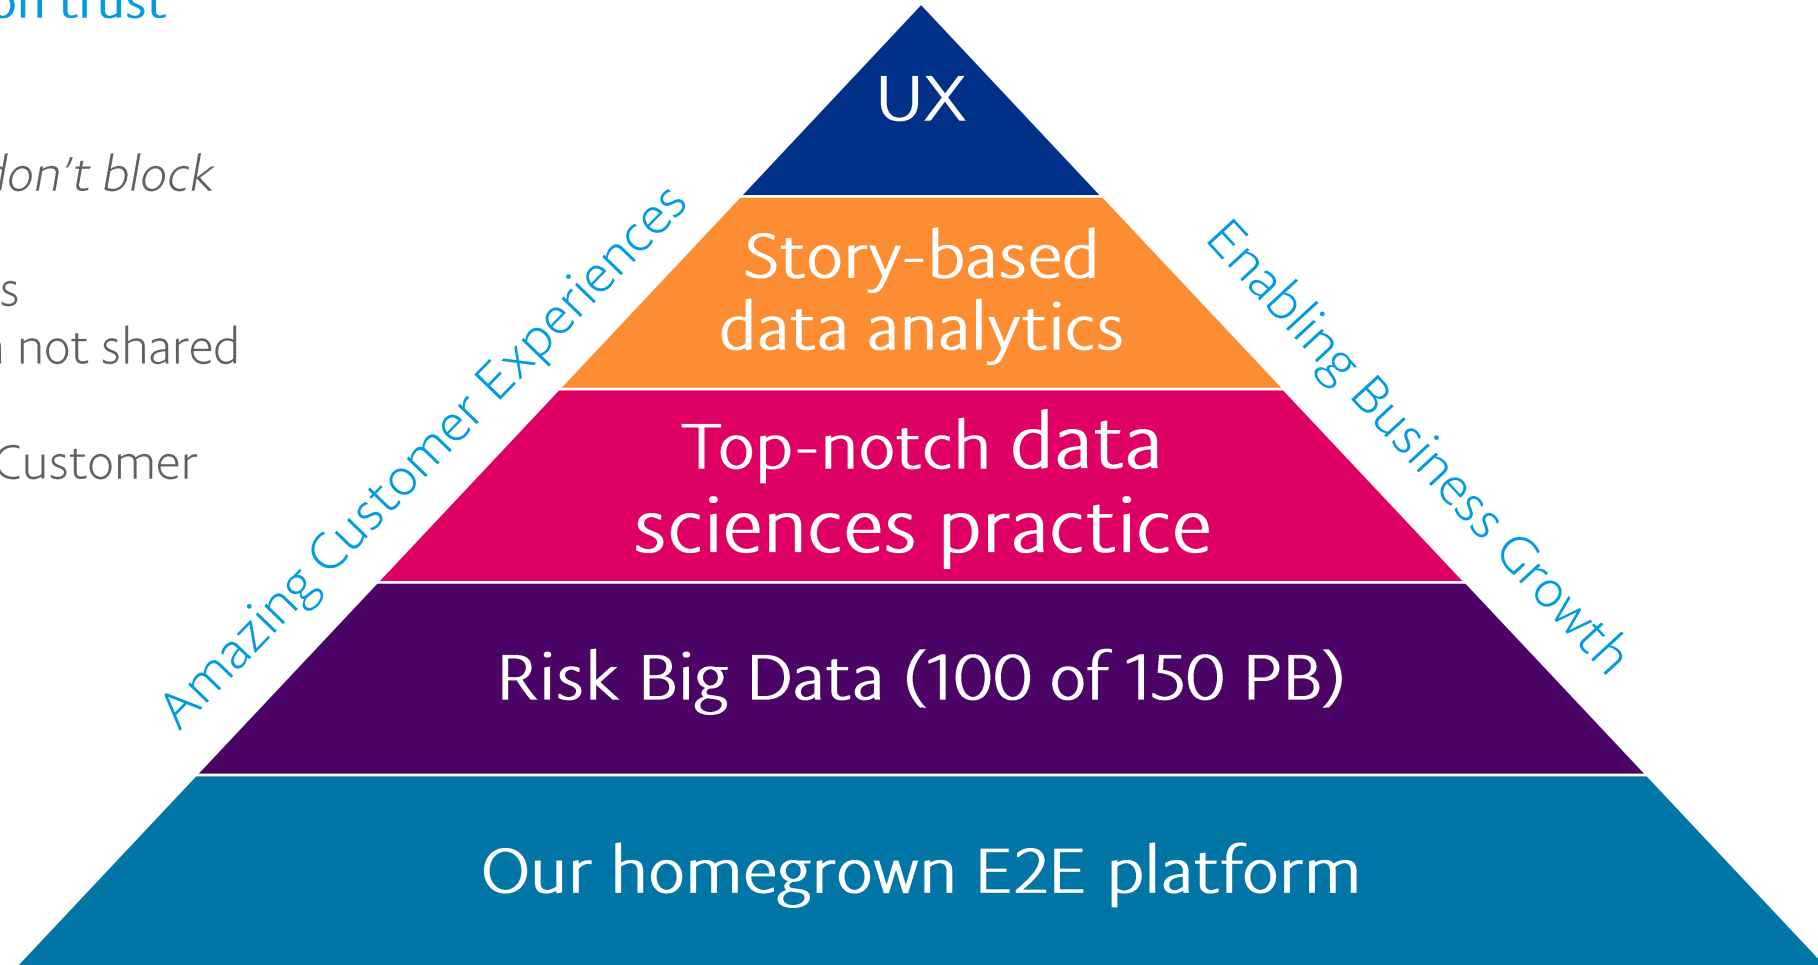 on trust
don't block
s
not shared
Customer
UX
Story-based
data analytics
Top-notch data
sciences practice
Risk Big Data (100 of 150 PB)
Our homegrown E2E platform
Amazing Customer Experiences
Enabling Business Growth